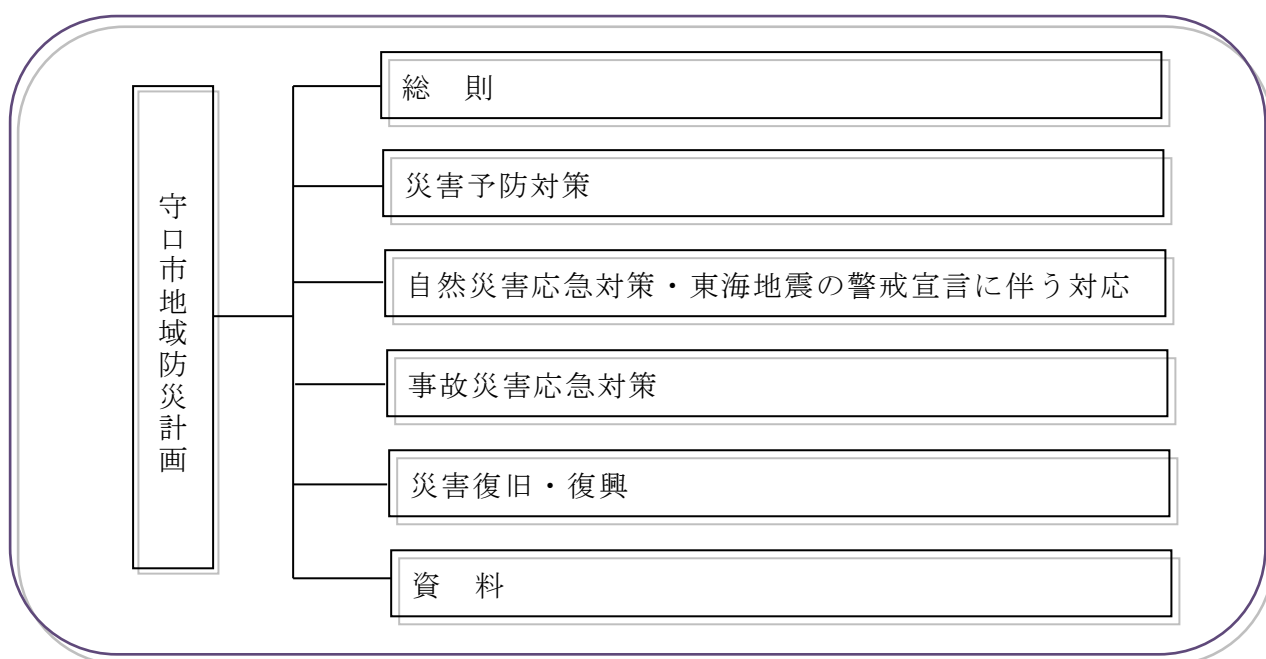 守口市地域防災計画
総　則
災害予防対策
自然災害応急対策・東海地震の警戒宣言に伴う対応
事故災害応急対策
災害復旧・復興
資　料